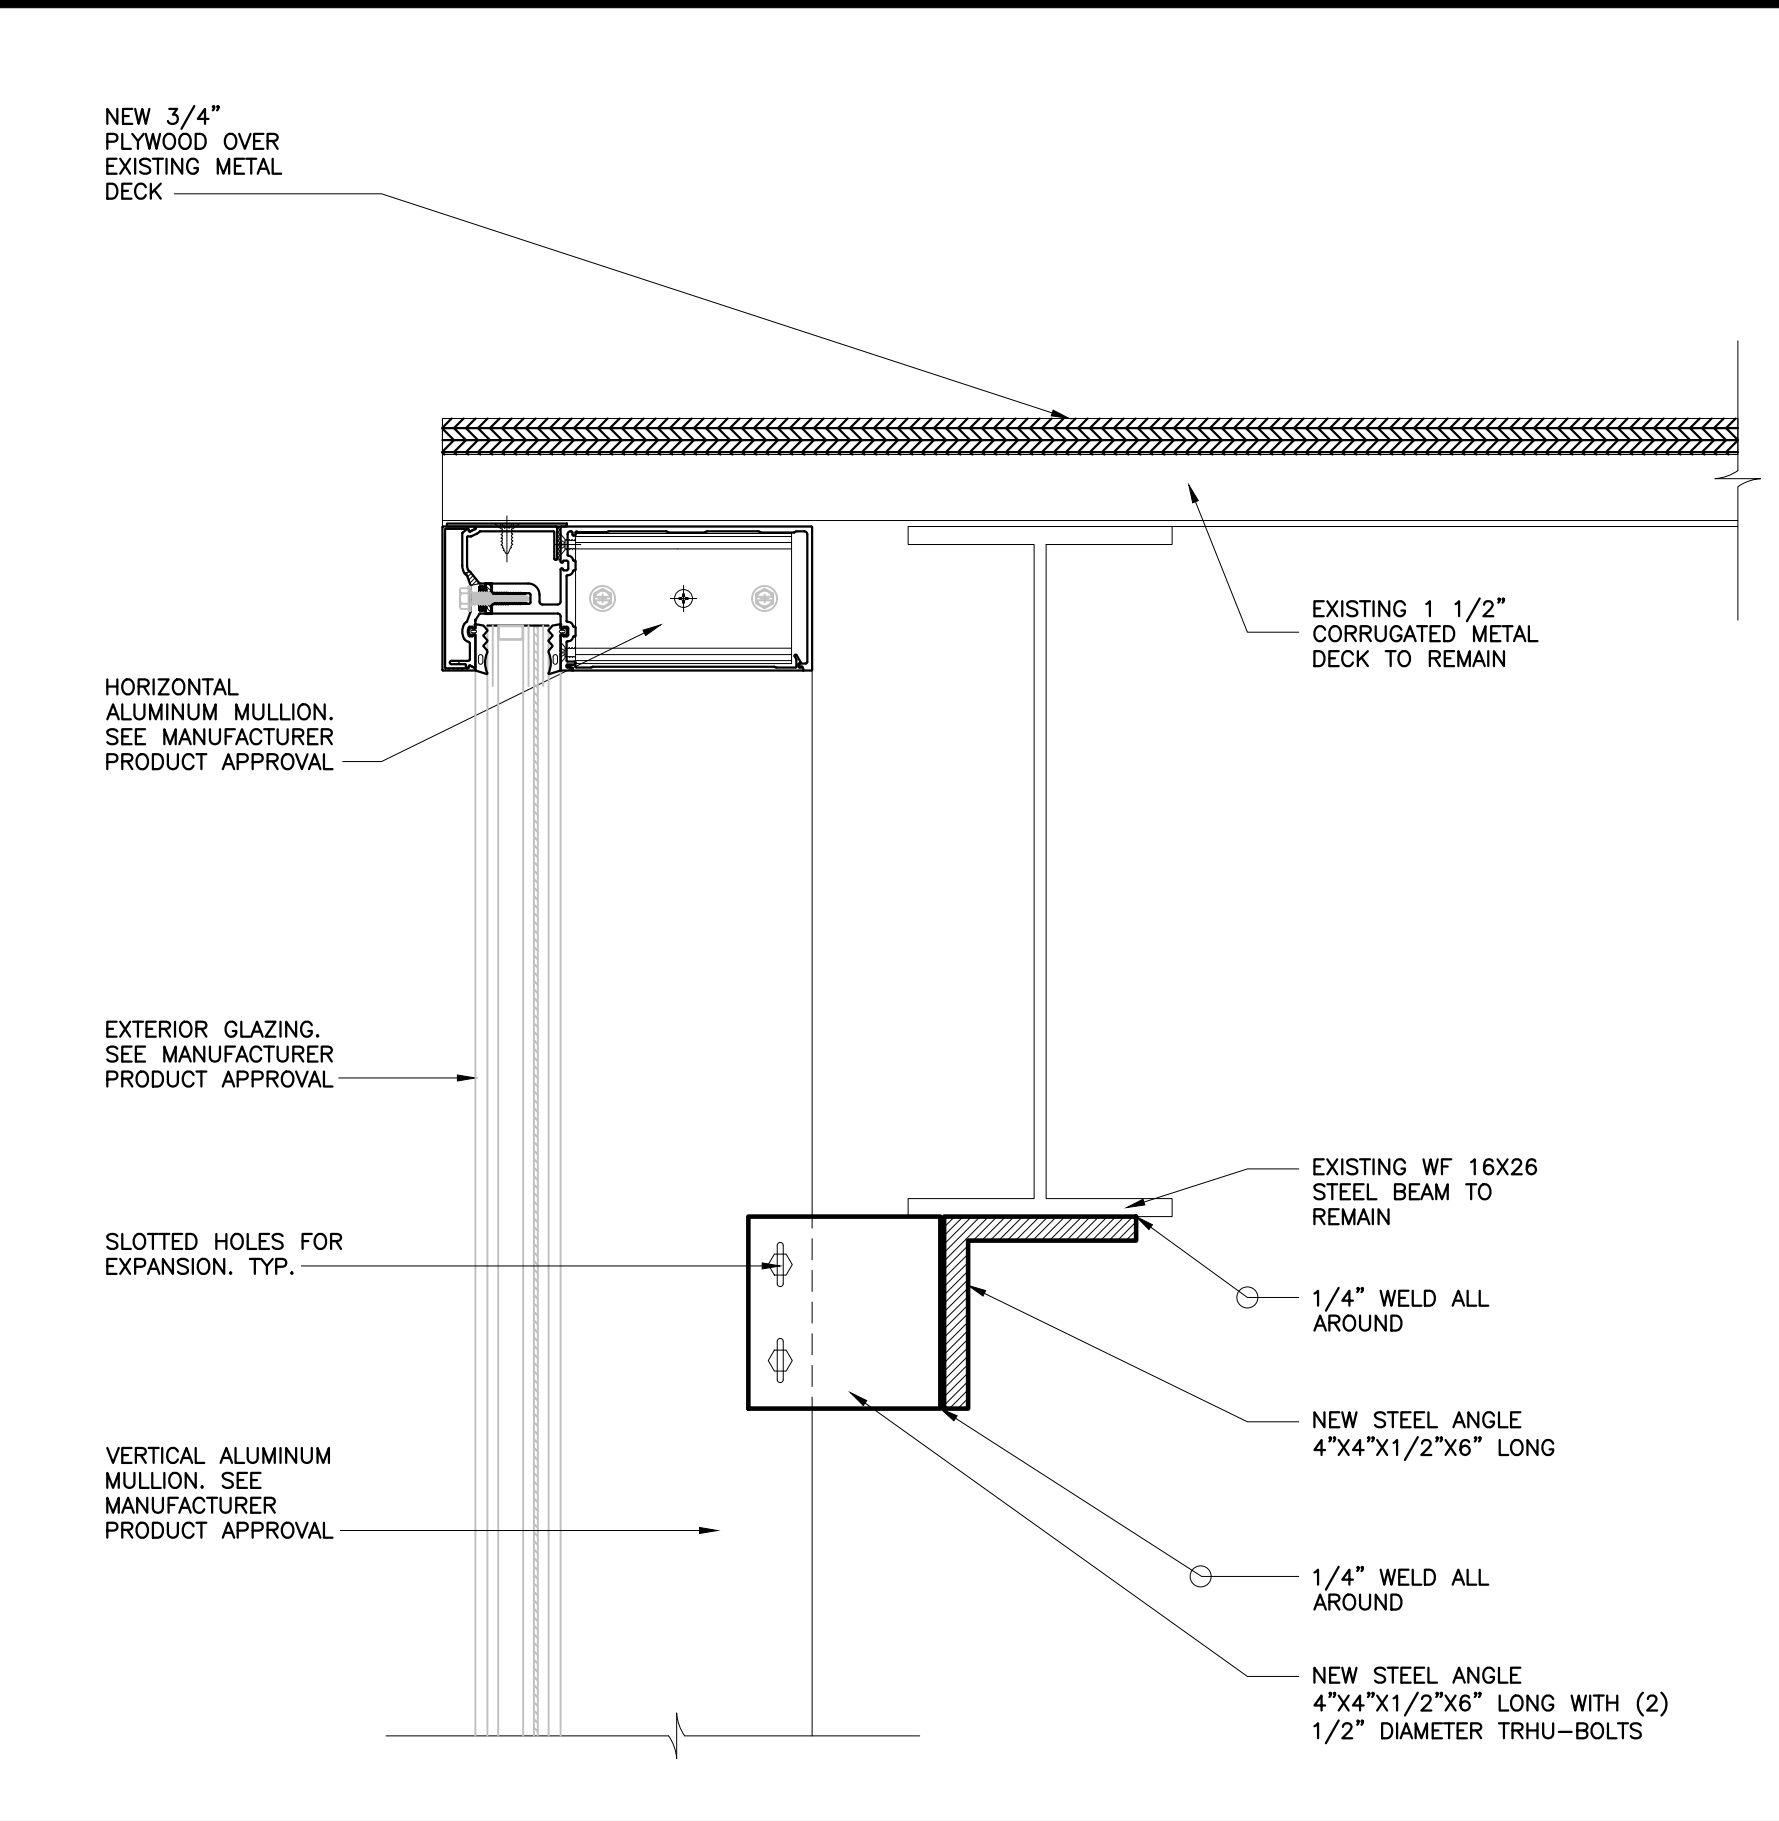 NEW 3/4”
PLYWOOD OVER
EXISTING METAL
DECK
EXISTING 1 1/2”
CORRUGATED METAL
DECK TO REMAIN
HORIZONTAL
ALUMINUM MULLION.
SEE MANUFACTURER
PRODUCT APPROVAL
EXTERIOR GLAZING.
SEE MANUFACTURER
PRODUCT APPROVAL
EXISTING WF 16X26
STEEL BEAM TO
REMAIN
SLOTTED HOLES FOR
EXPANSION. TYP.
1/4” WELD ALL
AROUND
NEW STEEL ANGLE
4”X4”X1/2”X6” LONG
VERTICAL ALUMINUM
MULLION. SEE
MANUFACTURER
PRODUCT APPROVAL
1/4” WELD ALL
AROUND
NEW STEEL ANGLE
4”X4”X1/2”X6” LONG WITH (2)
1/2” DIAMETER TRHU-BOLTS